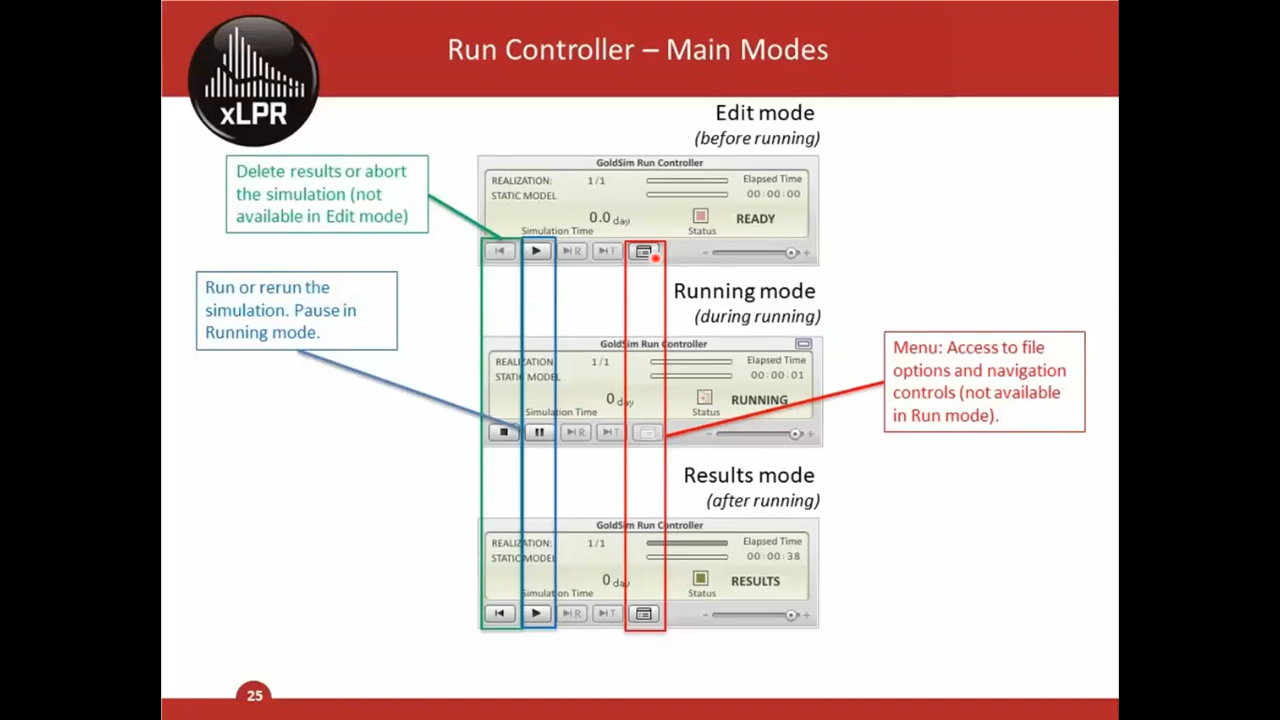 Run Controller – Main Modes
xLPR
Edit mode
(before running)
Delete results or abort
the simulation (not
available in Edit mode)
GoldSim Run Controller
REALIZATION: 1/1 Elapsed Time
STATIC MODEL 00:00:00
0.0 day READY
Simulation Time Status
R T - +
Run or rerun the
simulation. Pause in
Running mode.
Running mode
(during running)
GoldSim Run Controller
REALIZATION: 1/1 Elapsed Time
STATIC MODEL 00:00:01
0 day RUNNING
Simulation Time Status
R T - +
Menu: Access to file
options and navigation
controls (not available
in Run mode).
Results mode
(after running)
GoldSim Run Controller
REALIZATION: 1/1 Elapsed Time
STATIC MODEL 00:00:38
0 day RESULTS
Simulation Time Status
R T - +
25